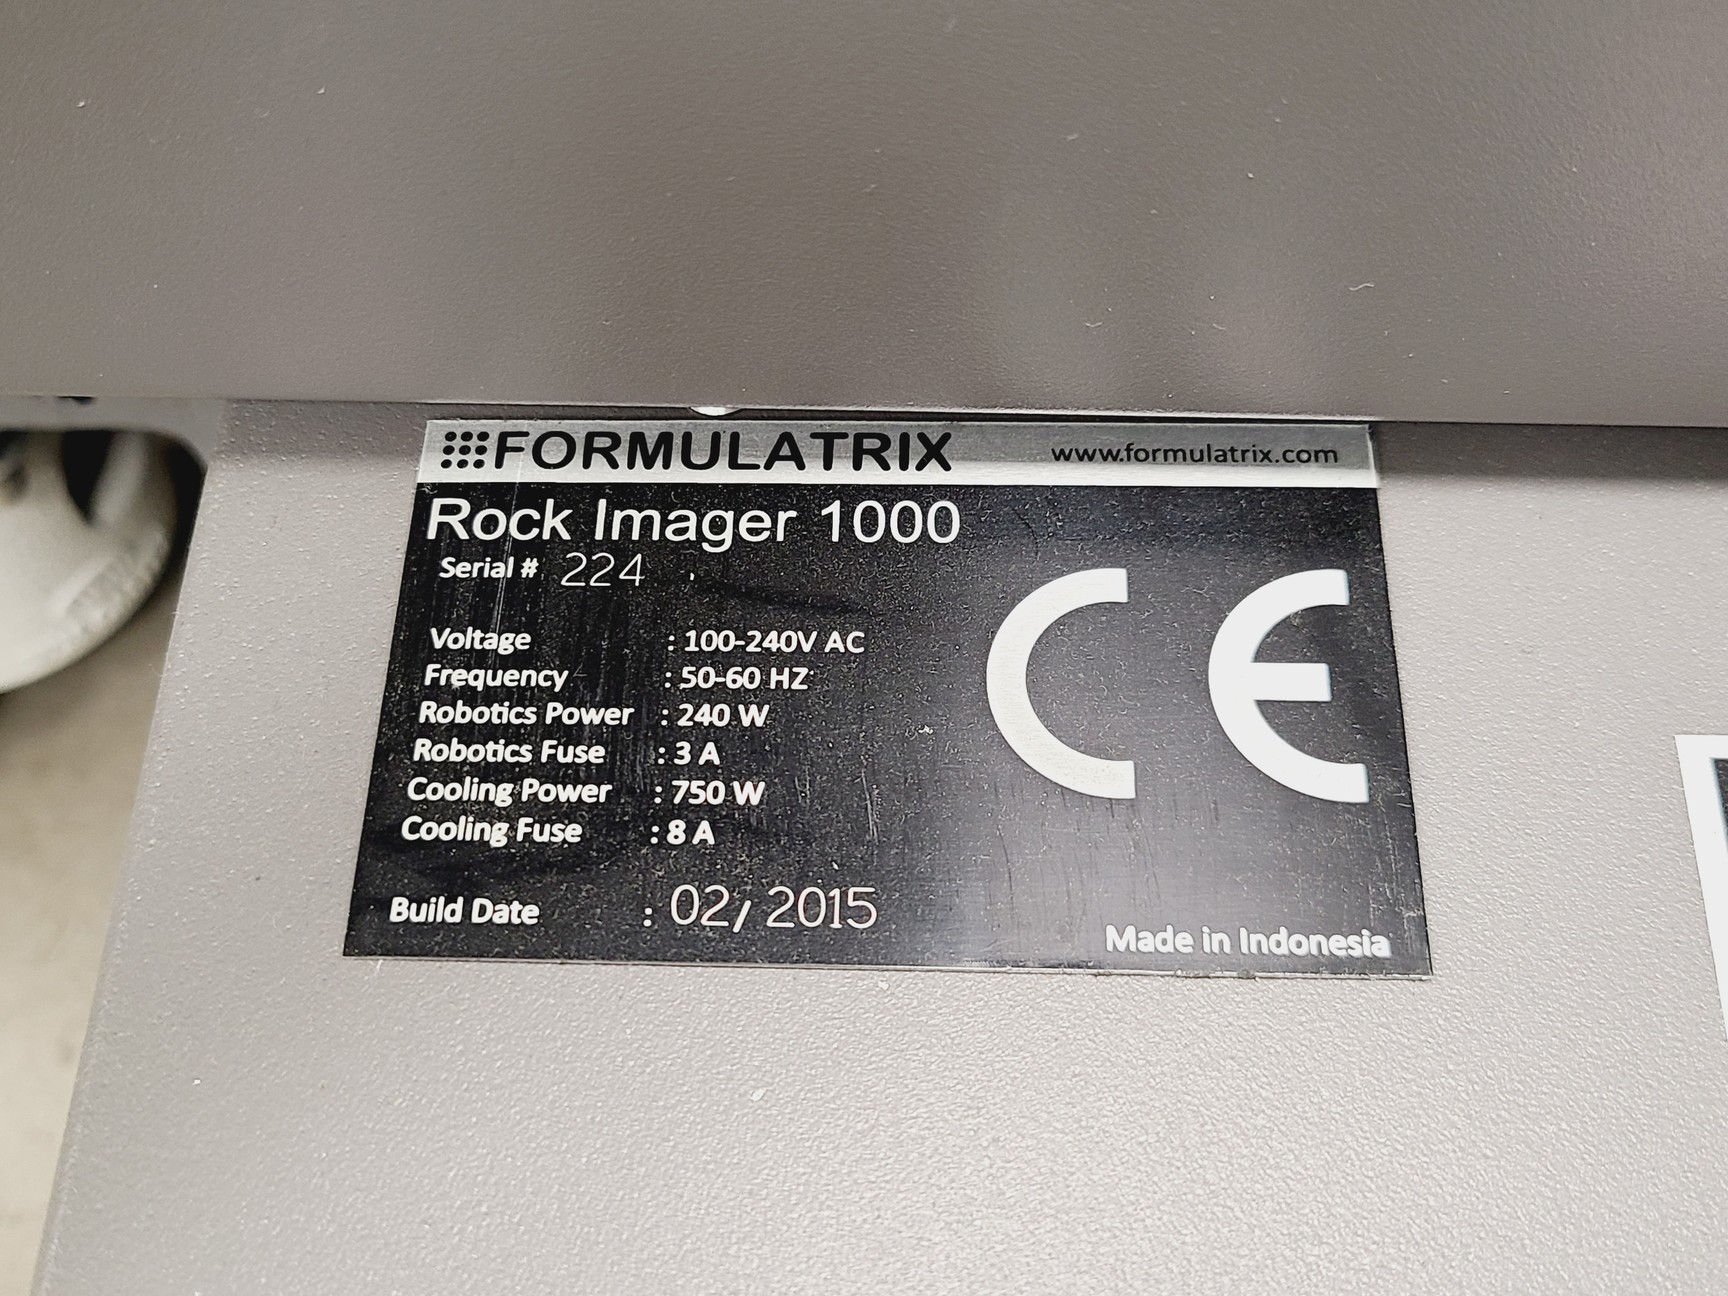 FORMULATRIX www.formulatrix.com
Rock Imager 1000
Serial # 224
Voltage : 100-240V AC
Frequency : 50-60 HZ
Robotics Power : 240 W
Robotics Fuse : 3 A
Cooling Power : 750 W
Cooling Fuse : 8 A
Build Date : 02/ 2015
CE
Made in Indonesia